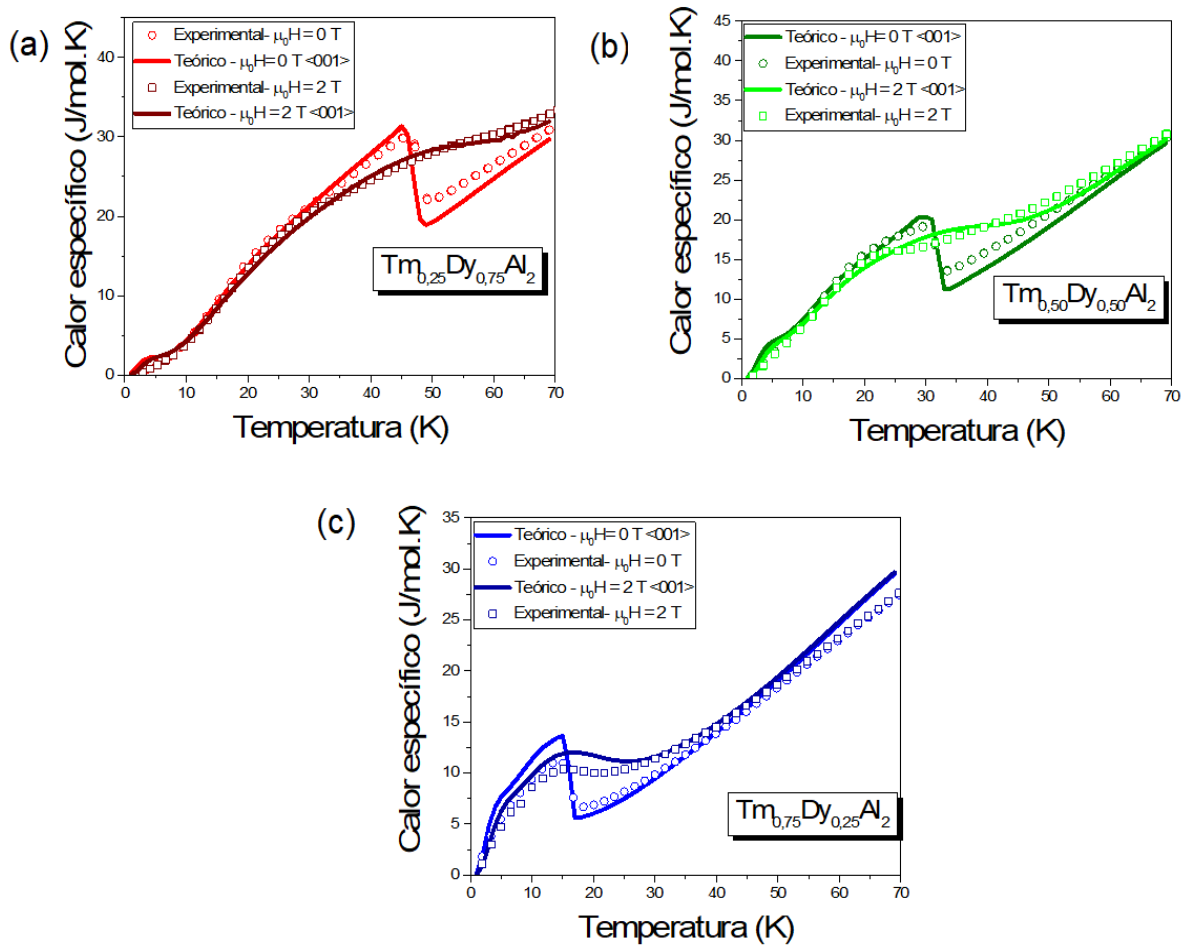 (a)
Experimental- μ₀H = 0 T
Teórico - μ₀H= 0 T <001>
Experimental- μ₀H = 2 T
Teórico - μ₀H = 2 T <001>
Calor específico (J/mol.K)
40
30
20
10
0
Tm₀,₂₅Dy₀,₇₅Al₂
0 10 20 30 40 50 60 70
Temperatura (K)
(b)
Teórico - μ₀H= 0 T <001>
Experimental- μ₀H= 0 T
Teórico - μ₀H = 2 T <001>
Experimental- μ₀H = 2 T
Calor específico (J/mol.K)
45
40
35
30
25
20
15
10
5
0
Tm₀,₅₀Dy₀,₅₀Al₂
0 10 20 30 40 50 60 70
Temperatura (K)
(c)
Teórico - μ₀H= 0 T <001>
Experimental- μ₀H= 0 T
Teórico - μ₀H = 2 T <001>
Experimental- μ₀H = 2 T
Calor específico (J/mol.K)
35
30
25
20
15
10
5
0
Tm₀,₇₅Dy₀,₂₅Al₂
0 10 20 30 40 50 60 70
Temperatura (K)